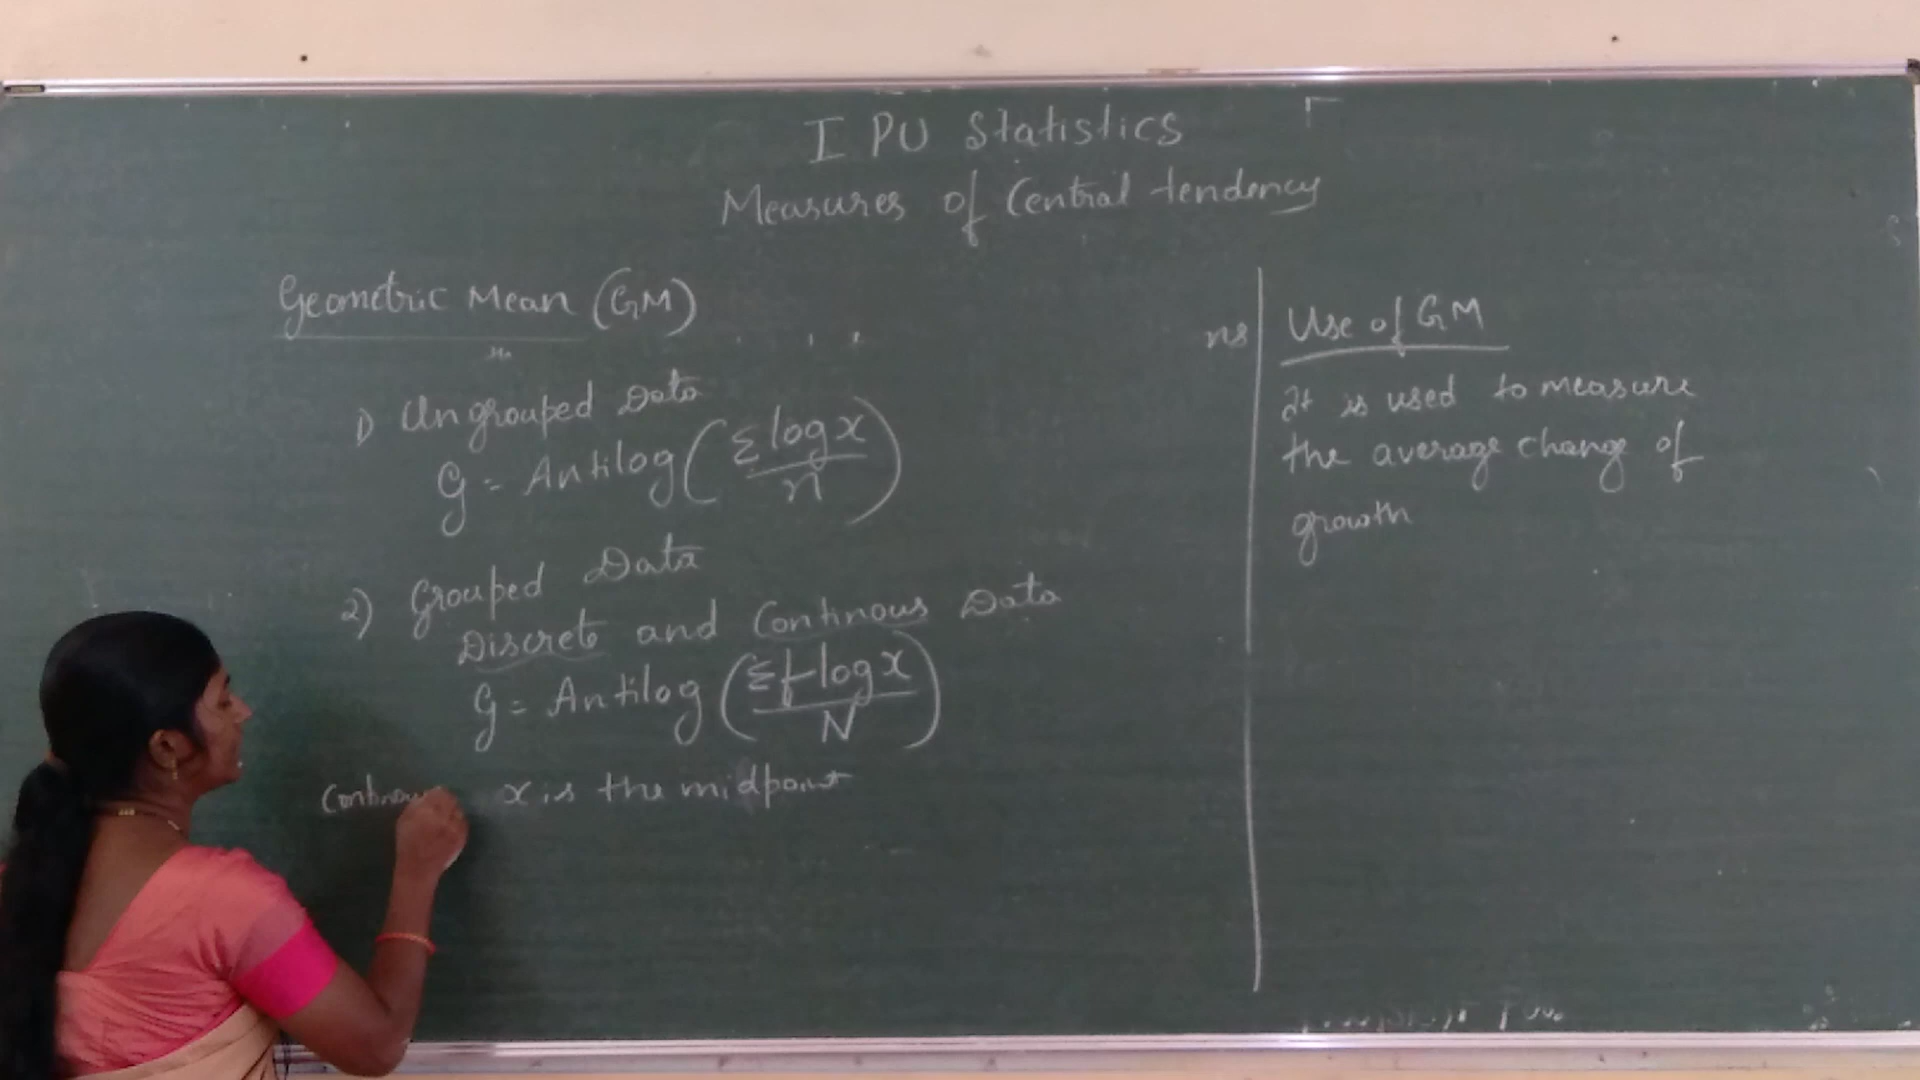 I PU Statistics
Measures of Central tendency
Geometric Mean (GM)
1) Ungrouped Data
G = Antilog ( Σ log x / n )
2) Grouped Data
Discrete and Continous Data
G = Antilog ( Σ f log x / N )
x is the midpoint
ns
Use of GM
It is used to measure
the average change of
growth